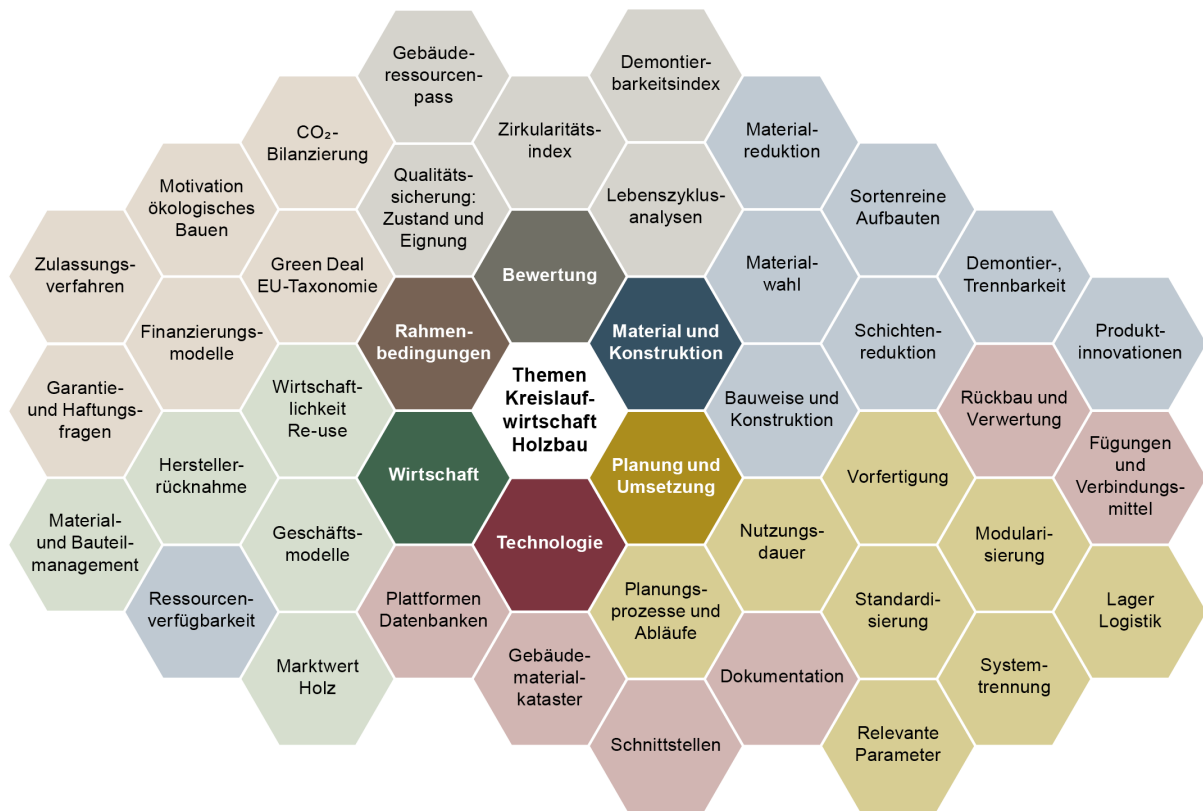 Gebäude-
ressourcen-
pass
Demontier-
barkeitsindex
CO₂-
Bilanzierung
Zirkularitäts-
index
Material-
reduktion
Motivation
ökologisches
Bauen
Qualitäts-
sicherung:
Zustand und
Eignung
Lebenszyklus-
analysen
Sortenreine
Aufbauten
Zulassungs-
verfahren
Green Deal
EU-Taxonomie
Bewertung
Material-
wahl
Demontier-,
Trennbarkeit
Finanzierungs-
modelle
Rahmen-
bedingungen
Material und
Konstruktion
Schichten-
reduktion
Produkt-
innovationen
Garantie-
und Haftungs-
fragen
Wirtschaft-
lichkeit
Re-use
Themen
Kreislauf-
wirtschaft
Holzbau
Bauweise und
Konstruktion
Rückbau und
Verwertung
Hersteller-
rücknahme
Wirtschaft
Planung und
Umsetzung
Vorfertigung
Fügungen
und
Verbindungs-
mittel
Material-
und Bauteil-
management
Geschäfts-
modelle
Technologie
Nutzungs-
dauer
Modulari-
sierung
Ressourcen-
verfügbarkeit
Plattformen
Datenbanken
Planungs-
prozesse und
Abläufe
Standardi-
sierung
Lager
Logistik
Marktwert
Holz
Gebäude-
material-
kataster
Dokumentation
System-
trennung
Schnittstellen
Relevante
Parameter